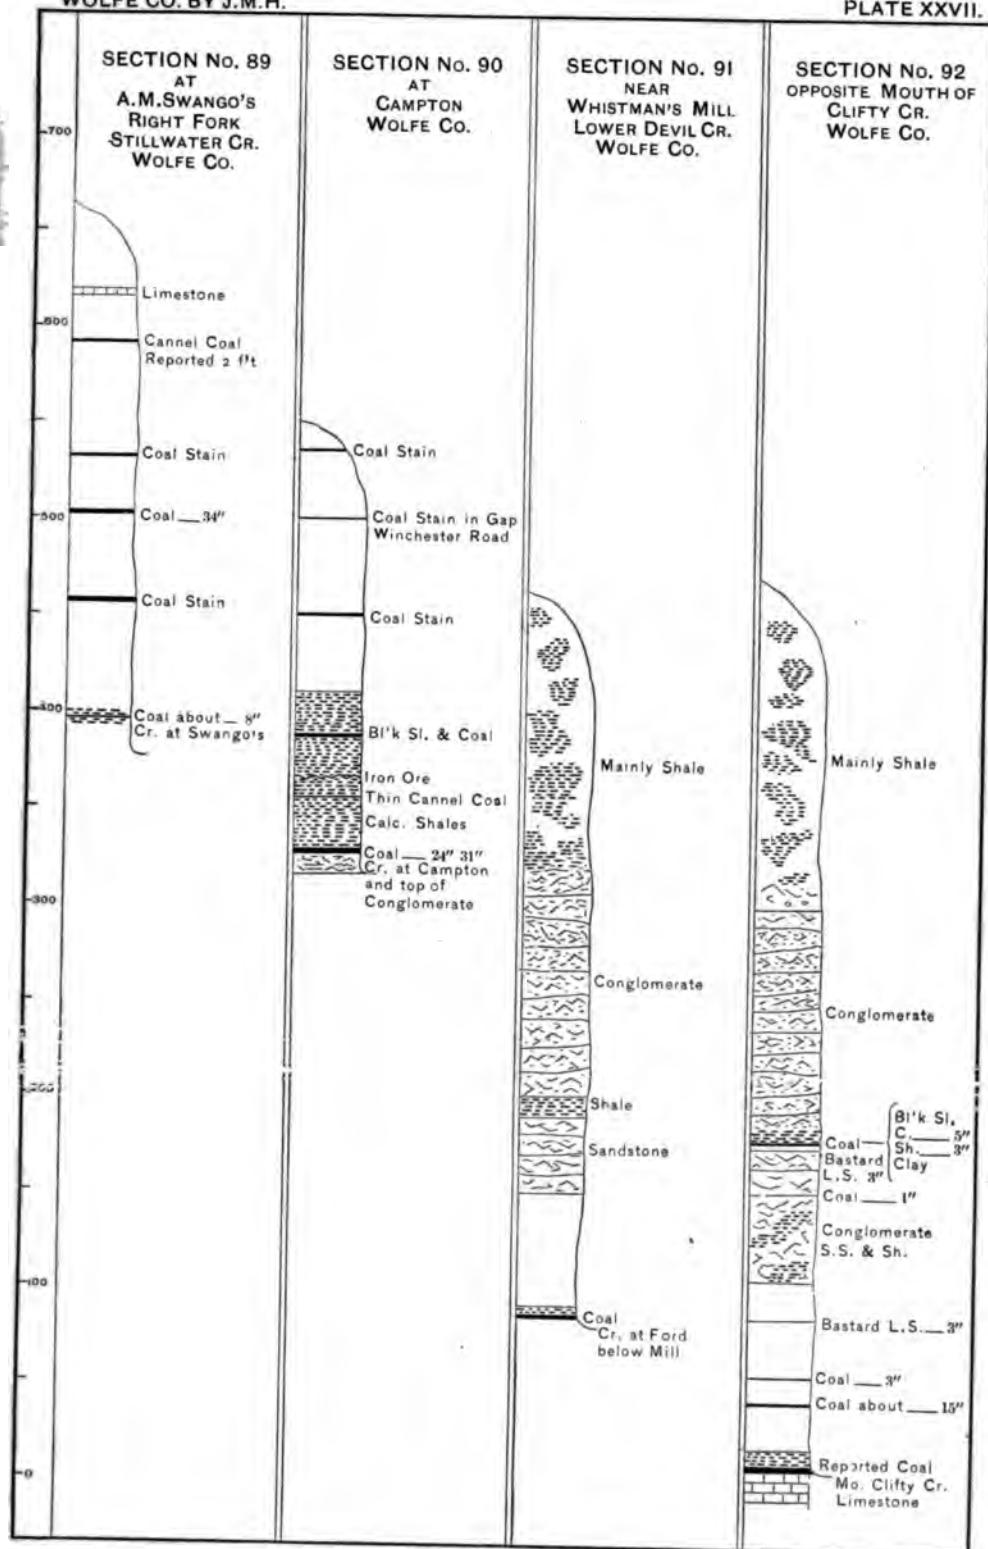 WOLFE CO. BY J.M.H.
PLATE XXVII.
SECTION No. 89
AT
A.M.SWANGO'S
RIGHT FORK
STILLWATER CR.
WOLFE CO.
Limestone
Cannel Coal
Reported 2 f't
Coal Stain
Coal 34"
Coal Stain
Coal about 8"
Cr. at Swango's
SECTION No. 90
AT
CAMPTON
WOLFE CO.
Coal Stain
Coal Stain in Gap
Winchester Road
Coal Stain
Bl'k Sl. & Coal
Iron Ore
Thin Cannel Coal
Calc. Shales
Coal 24" 31"
Cr. at Campton
and top of
Conglomerate
SECTION No. 91
NEAR
WHISTMAN'S MILL
LOWER DEVIL CR.
WOLFE CO.
Mainly Shale
Conglomerate
Shale
Sandstone
Coal
Cr. at Ford
below Mill
SECTION No. 92
OPPOSITE MOUTH OF
CLIFTY CR.
WOLFE CO.
Mainly Shale
Conglomerate
Bl'k Sl.
C. 5"
Coal
Sh. 3"
Bastard
Clay
L.S. 3"
Coal 1"
Conglomerate
S.S. & Sh.
Bastard L.S. 3"
Coal 3"
Coal about 15"
Reported Coal
Mo. Clifty Cr.
Limestone
700
600
500
400
300
200
100
0